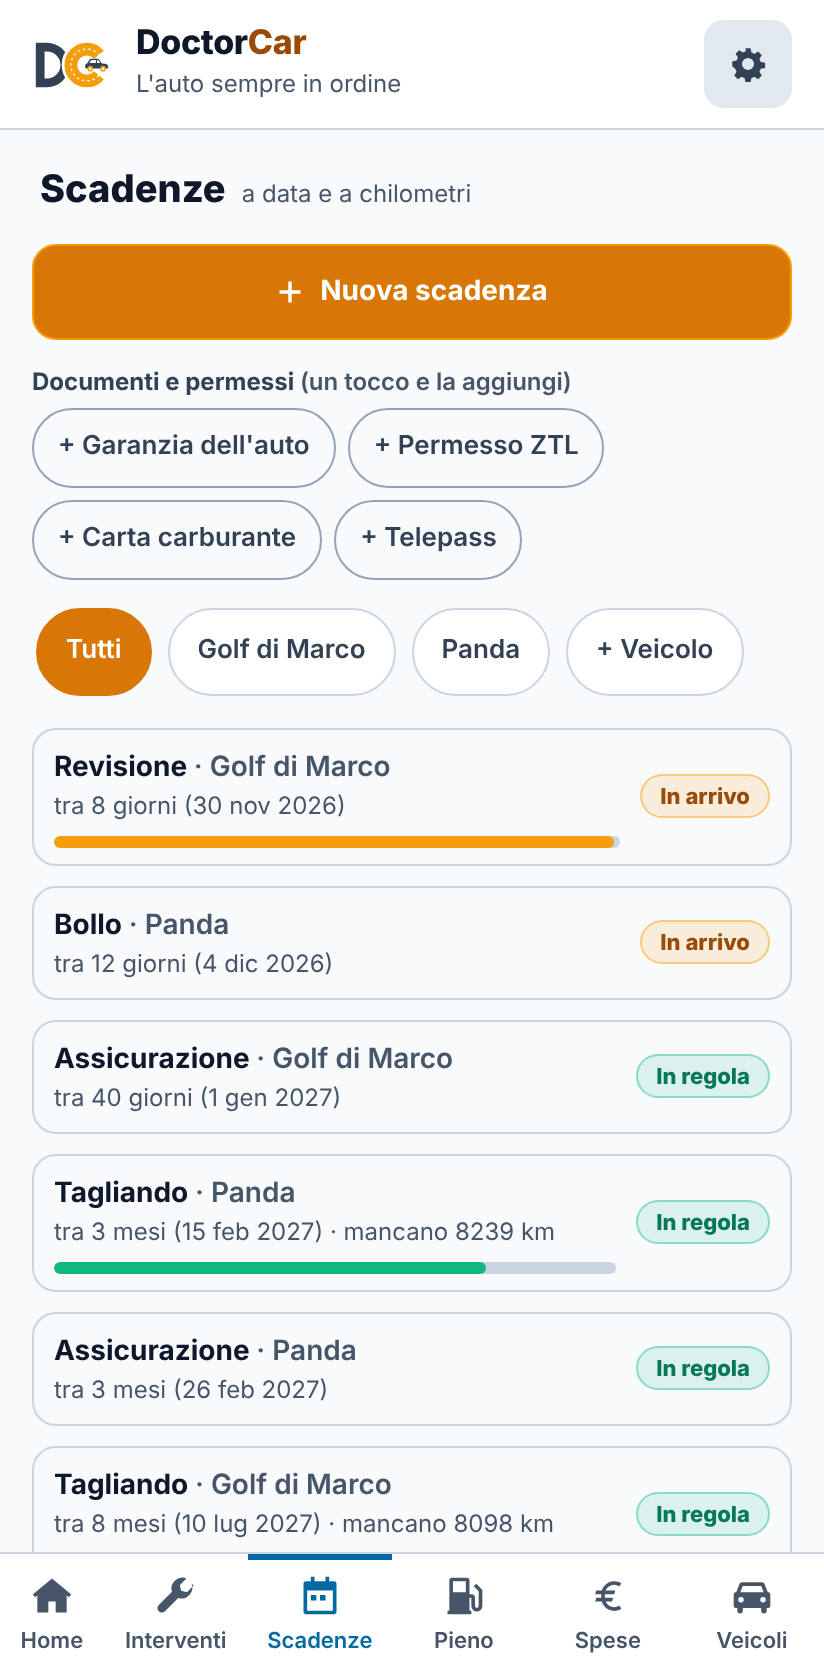 DC
DoctorCar
L'auto sempre in ordine
Scadenze a data e a chilometri
+ Nuova scadenza
Documenti e permessi (un tocco e la aggiungi)
+ Garanzia dell'auto + Permesso ZTL
+ Carta carburante + Telepass
Tutti Golf di Marco Panda + Veicolo
Revisione · Golf di Marco
tra 8 giorni (30 nov 2026)
In arrivo
Bollo · Panda
tra 12 giorni (4 dic 2026)
In arrivo
Assicurazione · Golf di Marco
tra 40 giorni (1 gen 2027)
In regola
Tagliando · Panda
tra 3 mesi (15 feb 2027) · mancano 8239 km
In regola
Assicurazione · Panda
tra 3 mesi (26 feb 2027)
In regola
Tagliando · Golf di Marco
tra 8 mesi (10 lug 2027) · mancano 8098 km
In regola
Home Interventi Scadenze Pieno Spese Veicoli